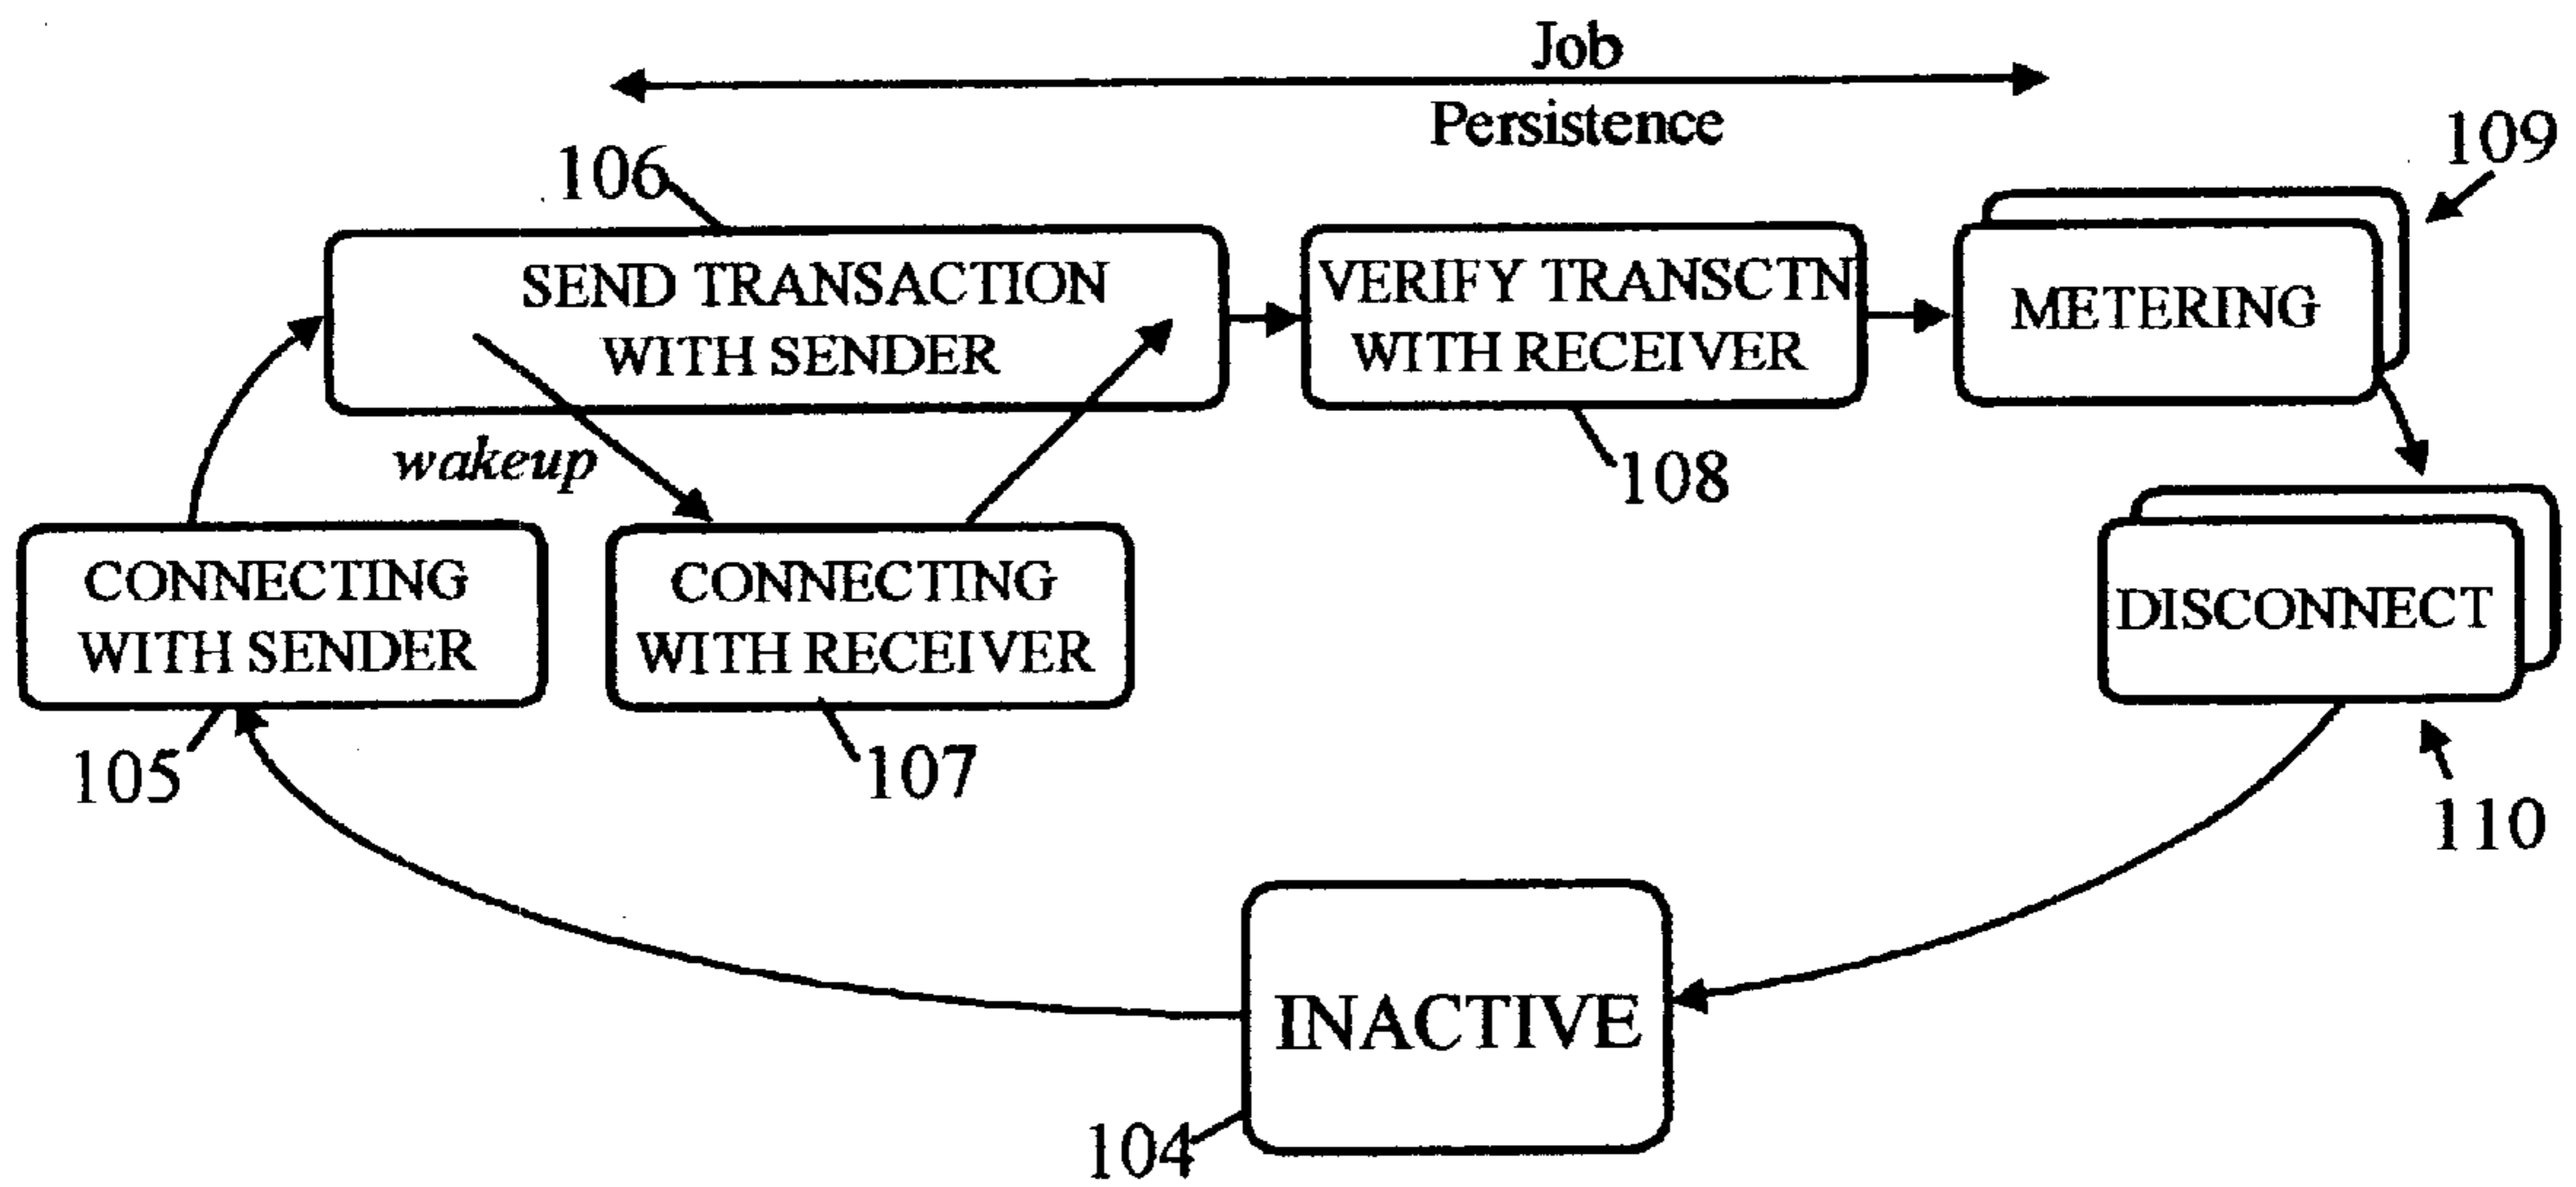 Job
Persistence
109
106
SEND TRANSACTION
WITH SENDER
VERIFY TRANSCTN
WITH RECEIVER
METERING
wakeup
108
CONNECTING
WITH SENDER
CONNECTING
WITH RECEIVER
DISCONNECT
105
107
110
INACTIVE
104